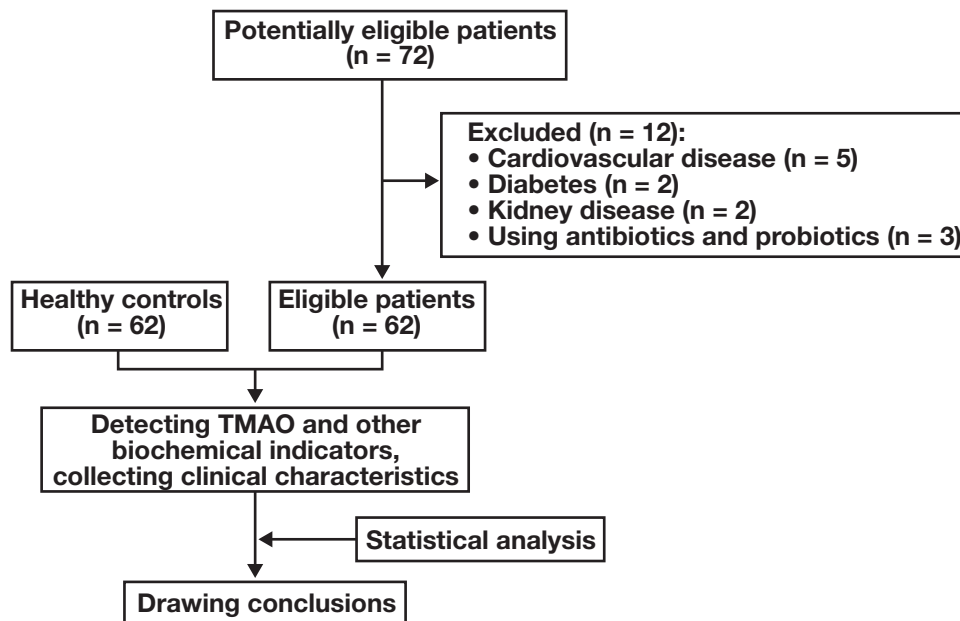 Potentially eligible patients
(n = 72)
Excluded (n = 12):
• Cardiovascular disease (n = 5)
• Diabetes (n = 2)
• Kidney disease (n = 2)
• Using antibiotics and probiotics (n = 3)
Healthy controls
(n = 62)
Eligible patients
(n = 62)
Detecting TMAO and other
biochemical indicators,
collecting clinical characteristics
Statistical analysis
Drawing conclusions